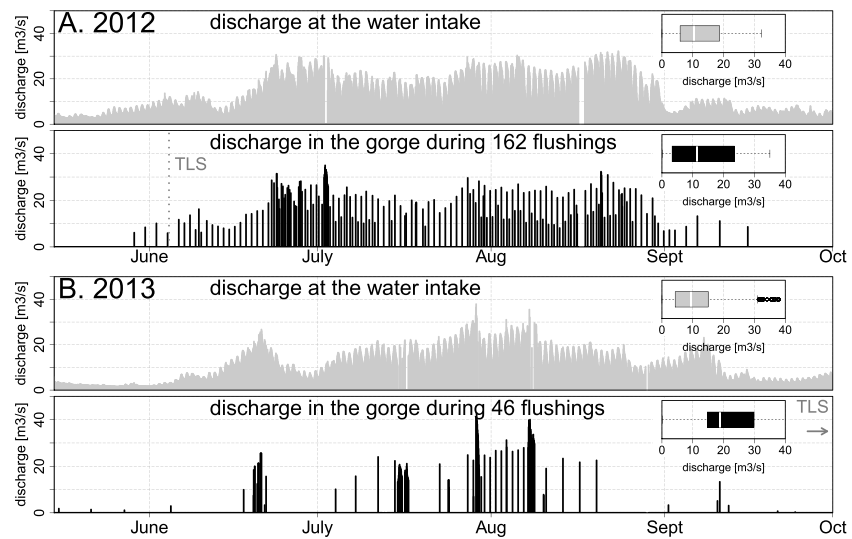 A. 2012
discharge at the water intake
discharge [m3/s]
0 20 40
0 10 20 30 40
discharge [m3/s]
discharge in the gorge during 162 flushings
TLS
discharge [m3/s]
0 20 40
0 10 20 30 40
discharge [m3/s]
June July Aug Sept Oct
B. 2013
discharge at the water intake
discharge [m3/s]
0 20 40
0 10 20 30 40
discharge [m3/s]
discharge in the gorge during 46 flushings
TLS
discharge [m3/s]
0 20 40
0 10 20 30 40
discharge [m3/s]
June July Aug Sept Oct